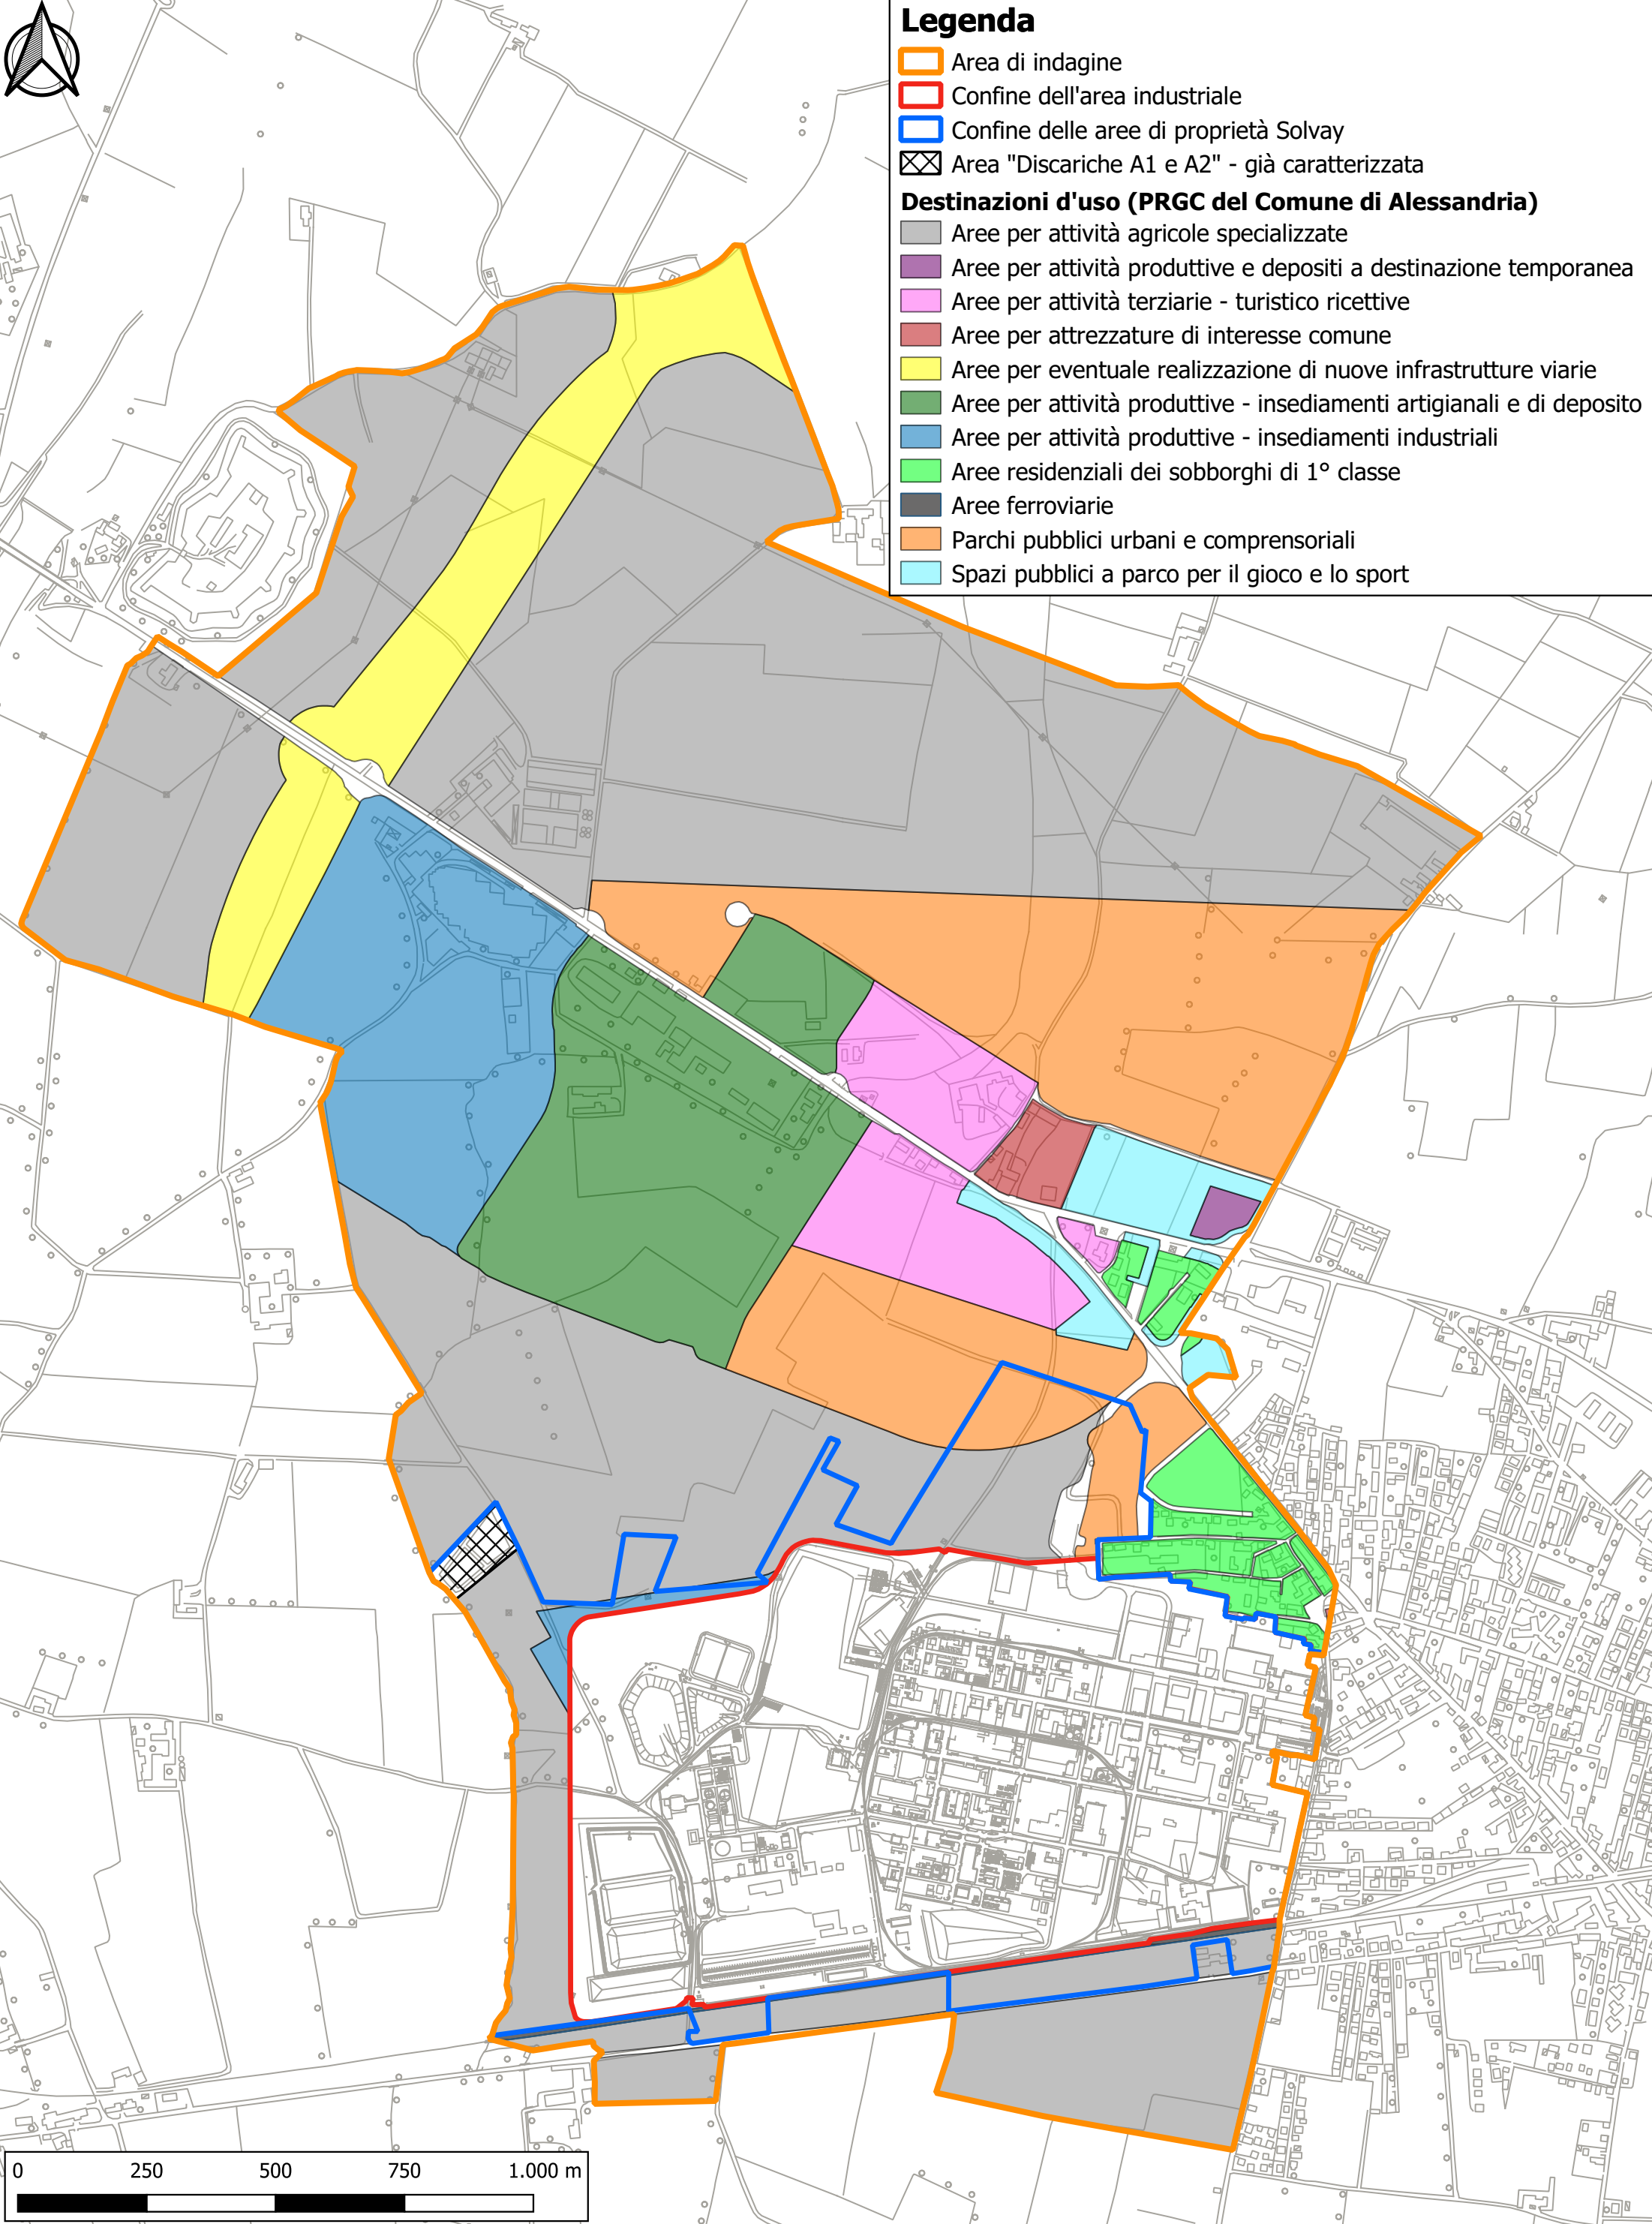 Legenda
Area di indagine
Confine dell'area industriale
Confine delle aree di proprietà Solvay
Area "Discariche A1 e A2" - già caratterizzata
Destinazioni d'uso (PRGC del Comune di Alessandria)
Aree per attività agricole specializzate
Aree per attività produttive e depositi a destinazione temporanea
Aree per attività terziarie - turistico ricettive
Aree per attrezzature di interesse comune
Aree per eventuale realizzazione di nuove infrastrutture viarie
Aree per attività produttive - insediamenti artigianali e di deposito
Aree per attività produttive - insediamenti industriali
Aree residenziali dei sobborghi di 1° classe
Aree ferroviarie
Parchi pubblici urbani e comprensoriali
Spazi pubblici a parco per il gioco e lo sport
0 250 500 750 1.000 m